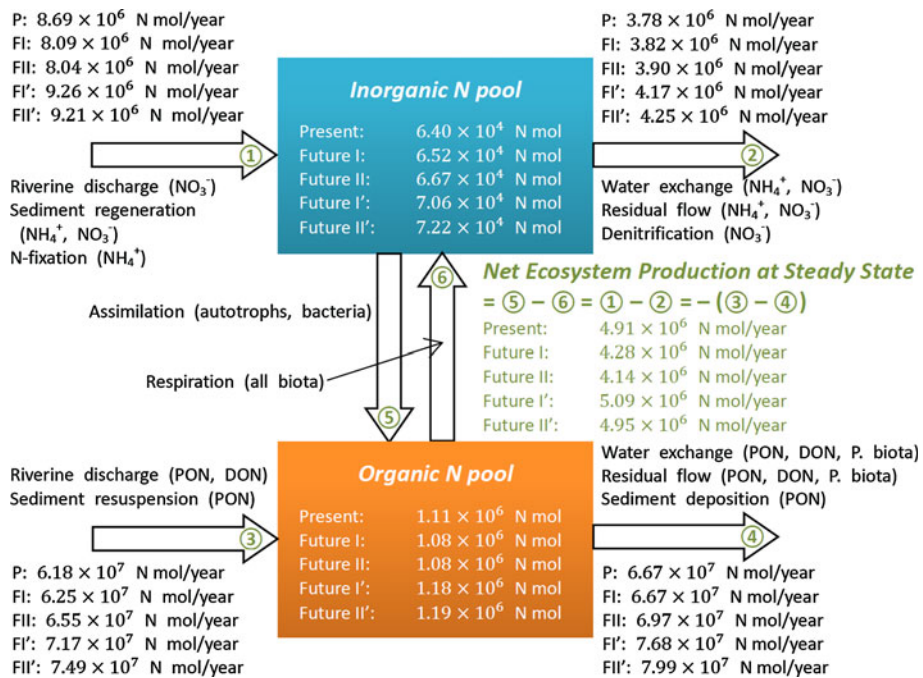 P: 8.69 × 10⁶ N mol/year
FI: 8.09 × 10⁶ N mol/year
FII: 8.04 × 10⁶ N mol/year
FI': 9.26 × 10⁶ N mol/year
FII': 9.21 × 10⁶ N mol/year
①
Riverine discharge (NO₃⁻)
Sediment regeneration
(NH₄⁺, NO₃⁻)
N-fixation (NH₄⁺)
Inorganic N pool
Present: 6.40 × 10⁴ N mol
Future I: 6.52 × 10⁴ N mol
Future II: 6.67 × 10⁴ N mol
Future I': 7.06 × 10⁴ N mol
Future II': 7.22 × 10⁴ N mol
P: 3.78 × 10⁶ N mol/year
FI: 3.82 × 10⁶ N mol/year
FII: 3.90 × 10⁶ N mol/year
FI': 4.17 × 10⁶ N mol/year
FII': 4.25 × 10⁶ N mol/year
②
Water exchange (NH₄⁺, NO₃⁻)
Residual flow (NH₄⁺, NO₃⁻)
Denitrification (NO₃⁻)
Assimilation (autotrophs, bacteria)
Respiration (all biota)
⑤
⑥
Net Ecosystem Production at Steady State
= ⑤ − ⑥ = ① − ② = − (③ − ④)
Present: 4.91 × 10⁶ N mol/year
Future I: 4.28 × 10⁶ N mol/year
Future II: 4.14 × 10⁶ N mol/year
Future I': 5.09 × 10⁶ N mol/year
Future II': 4.95 × 10⁶ N mol/year
Riverine discharge (PON, DON)
Sediment resuspension (PON)
③
P: 6.18 × 10⁷ N mol/year
FI: 6.25 × 10⁷ N mol/year
FII: 6.55 × 10⁷ N mol/year
FI': 7.17 × 10⁷ N mol/year
FII': 7.49 × 10⁷ N mol/year
Organic N pool
Present: 1.11 × 10⁶ N mol
Future I: 1.08 × 10⁶ N mol
Future II: 1.08 × 10⁶ N mol
Future I': 1.18 × 10⁶ N mol
Future II': 1.19 × 10⁶ N mol
Water exchange (PON, DON, P. biota)
Residual flow (PON, DON, P. biota)
Sediment deposition (PON)
④
P: 6.67 × 10⁷ N mol/year
FI: 6.67 × 10⁷ N mol/year
FII: 6.97 × 10⁷ N mol/year
FI': 7.68 × 10⁷ N mol/year
FII': 7.99 × 10⁷ N mol/year